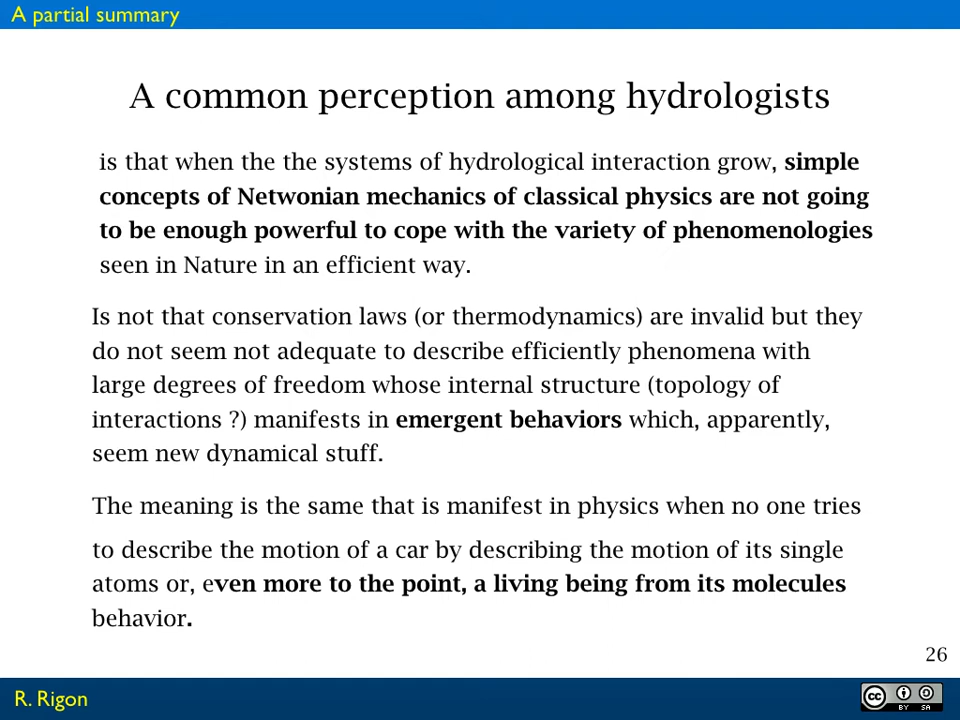 A partial summary
A common perception among hydrologists
is that when the the systems of hydrological interaction grow, simple
concepts of Netwonian mechanics of classical physics are not going
to be enough powerful to cope with the variety of phenomenologies
seen in Nature in an efficient way.
Is not that conservation laws (or thermodynamics) are invalid but they
do not seem not adequate to describe efficiently phenomena with
large degrees of freedom whose internal structure (topology of
interactions ?) manifests in emergent behaviors which, apparently,
seem new dynamical stuff.
The meaning is the same that is manifest in physics when no one tries
to describe the motion of a car by describing the motion of its single
atoms or, even more to the point, a living being from its molecules
behavior.
26
R. Rigon
cc BY SA